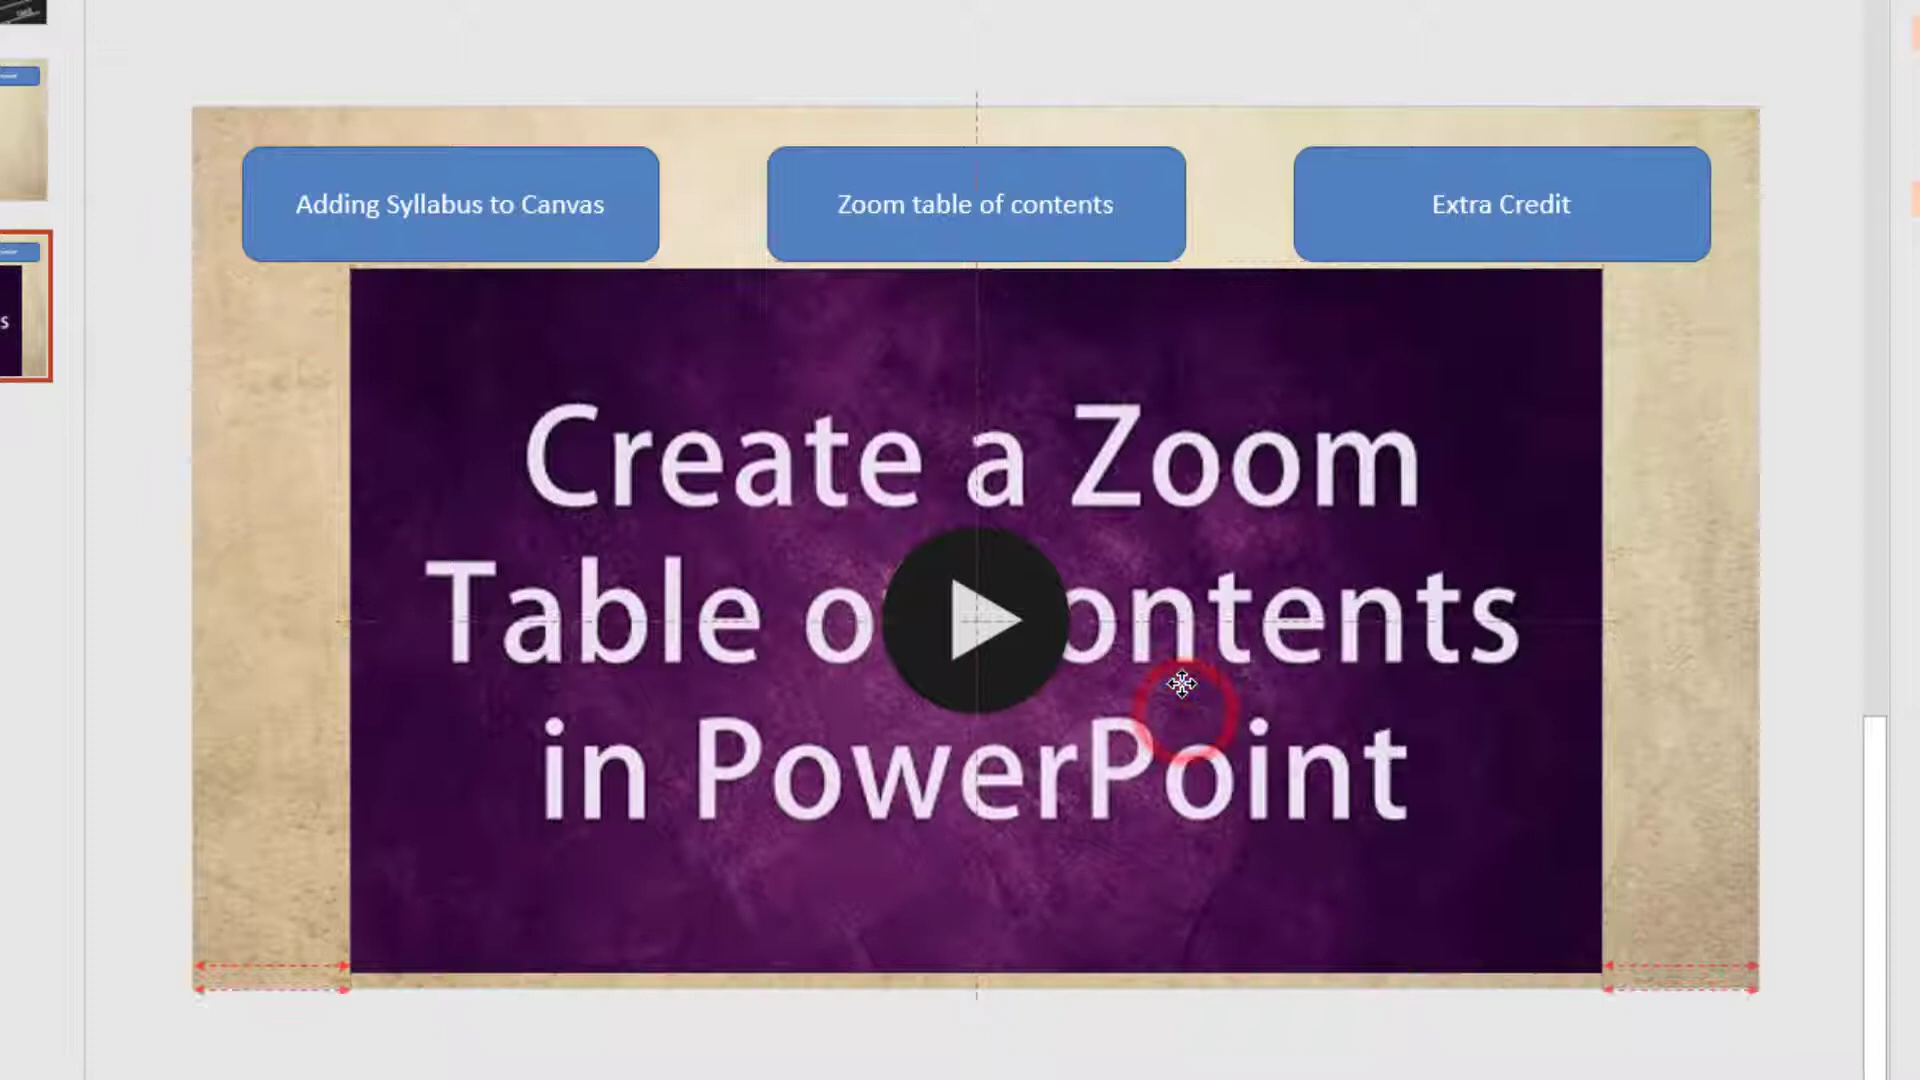 Adding Syllabus to Canvas
Zoom table of contents
Extra Credit
Create a Zoom
Table o ontents
in PowerPoint
s